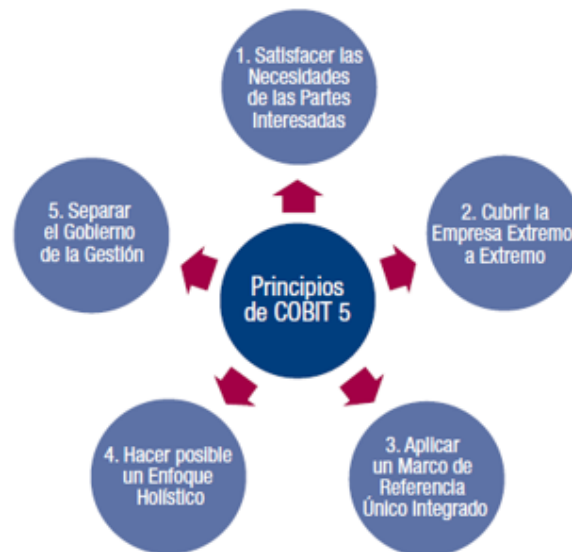 1. Satisfacer las
Necesidades
de las Partes
Interesadas
5. Separar
el Gobierno
de la Gestión
2. Cubrir la
Empresa Extremo
a Extremo
Principios
de COBIT 5
4. Hacer posible
un Enfoque
Holístico
3. Aplicar
un Marco de
Referencia
Único Integrado